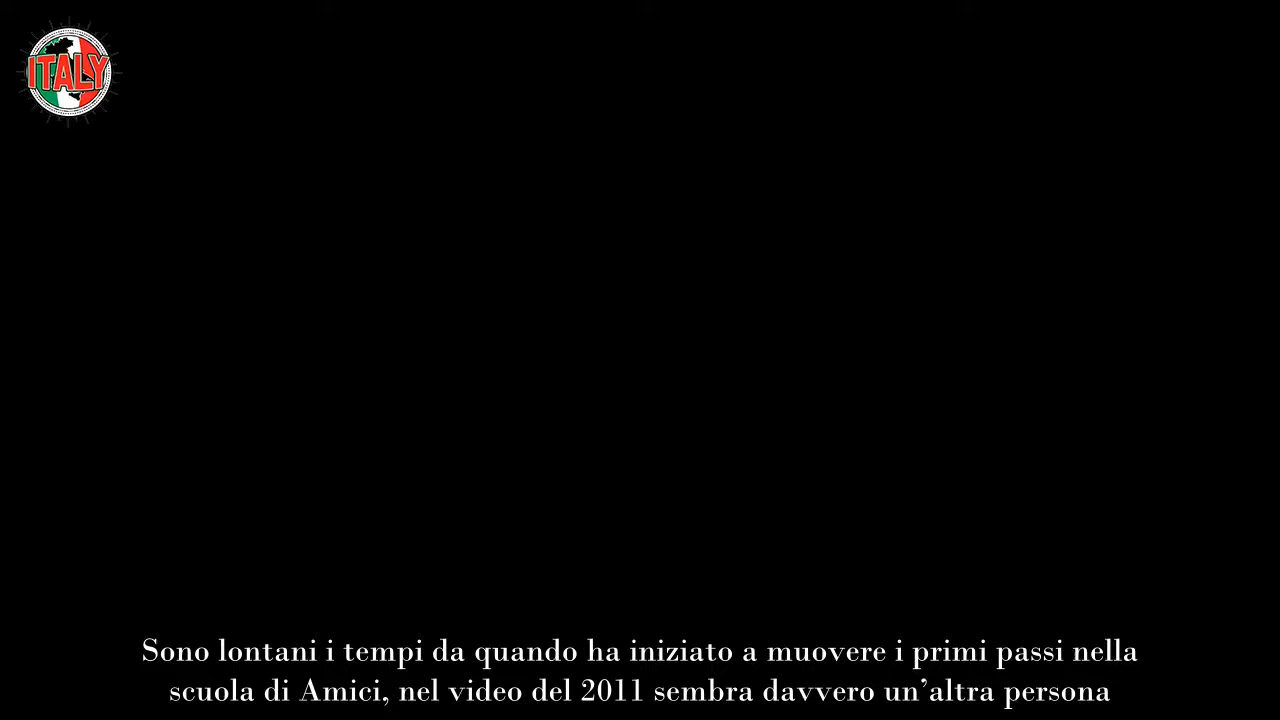 ITALY
Sono lontani i tempi da quando ha iniziato a muovere i primi passi nella
scuola di Amici, nel video del 2011 sembra davvero un’altra persona